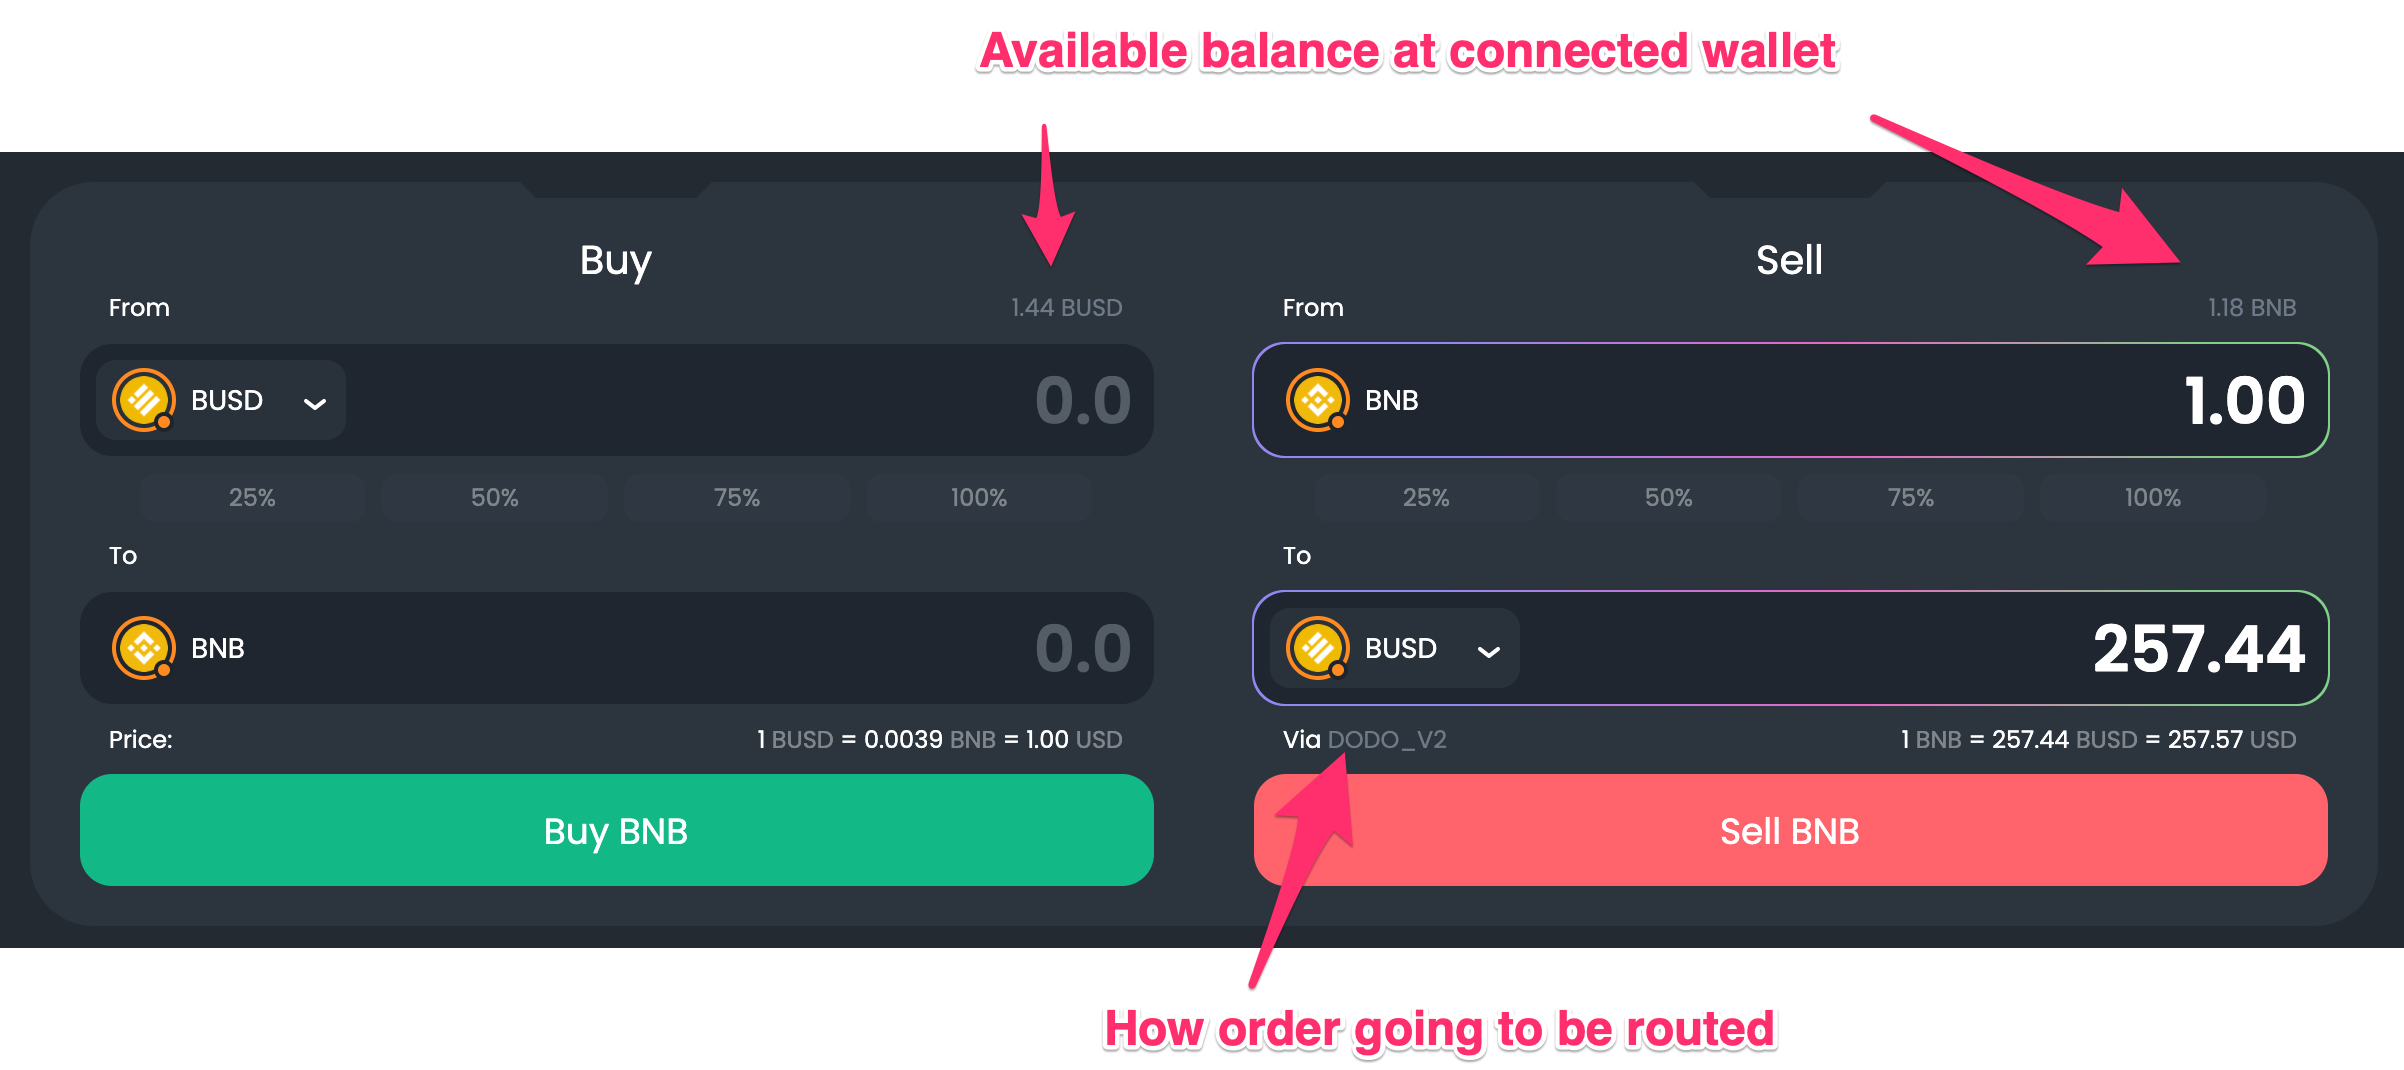 Available balance at connected wallet
Buy
From
1.44 BUSD
BUSD
0.0
25%
50%
75%
100%
To
BNB
0.0
Price:
1 BUSD = 0.0039 BNB = 1.00 USD
Buy BNB
Sell
From
1.18 BNB
BNB
1.00
25%
50%
75%
100%
To
BUSD
257.44
Via DODO_V2
1 BNB = 257.44 BUSD = 257.57 USD
Sell BNB
How order going to be routed